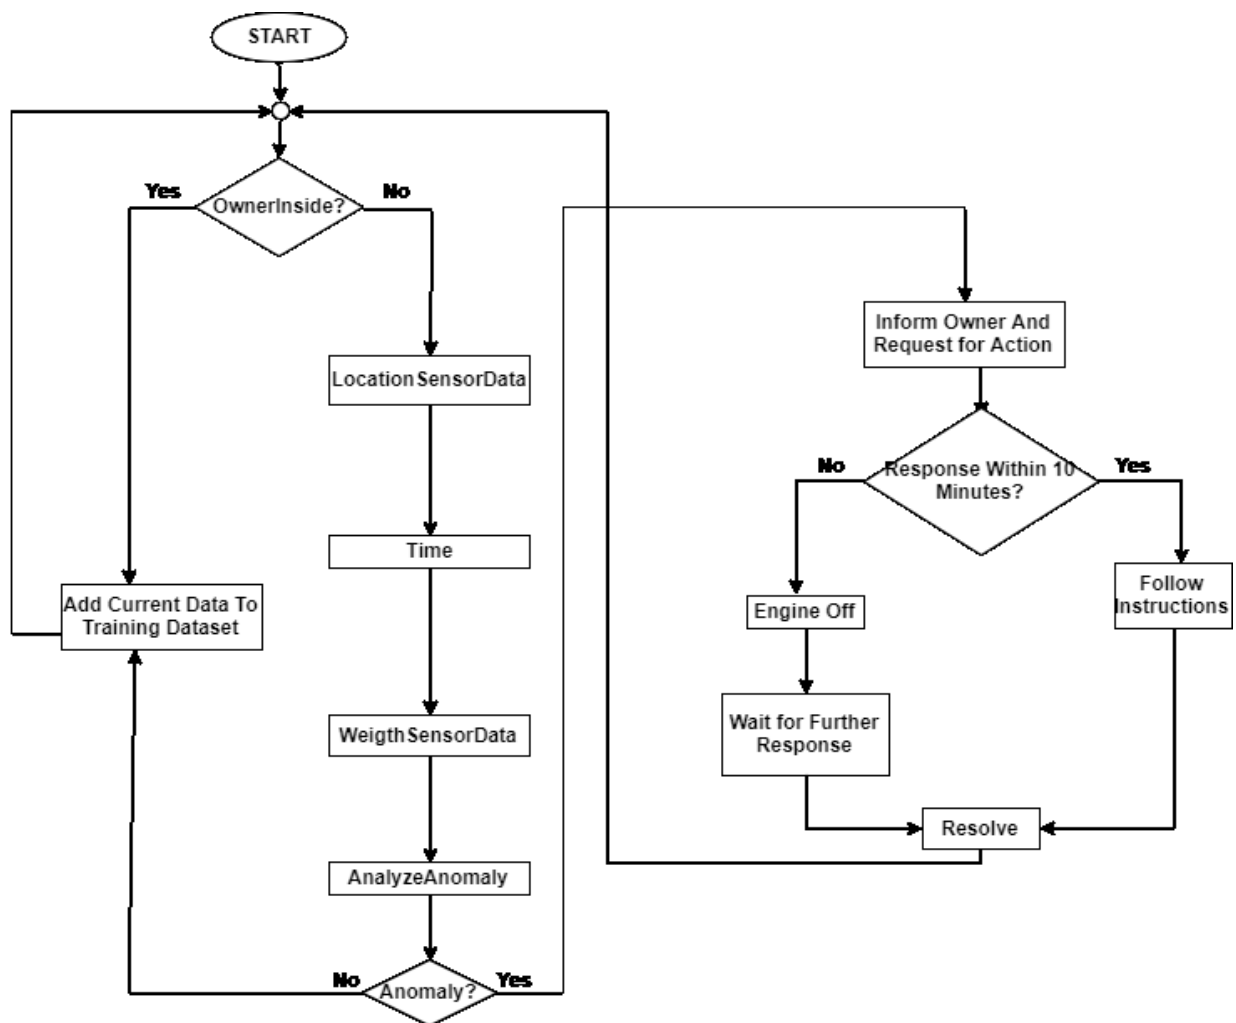 START
Yes
No
OwnerInside?
Inform Owner And
Request for Action
LocationSensorData
No
Response Within 10
Minutes?
Yes
Time
Add Current Data To
Training Dataset
Engine Off
Follow
Instructions
WeigthSensorData
Wait for Further
Response
Resolve
AnalyzeAnomaly
No
Anomaly?
Yes